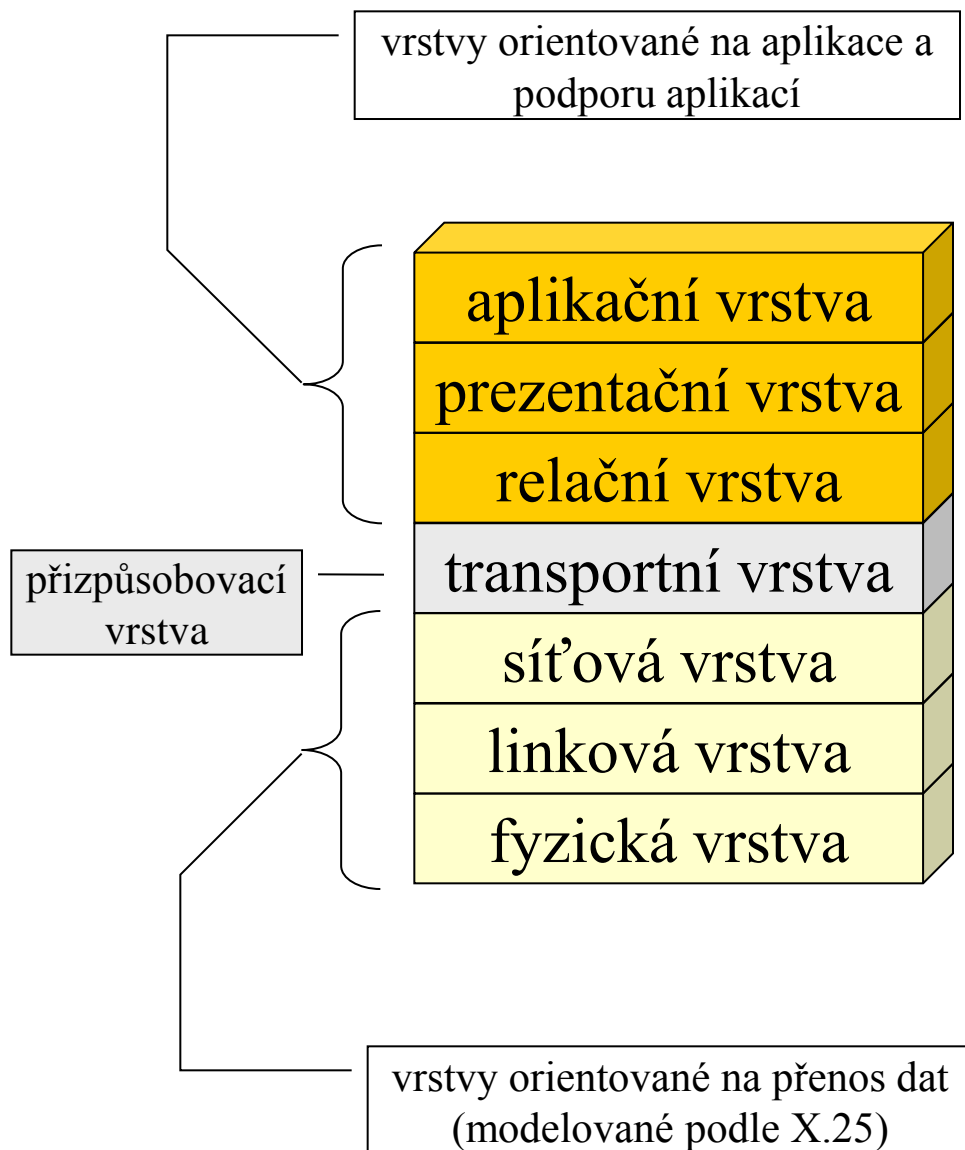 vrstvy orientované na aplikace a
podporu aplikací
aplikační vrstva
prezentační vrstva
relační vrstva
přizpůsobovací
vrstva
transportní vrstva
síťová vrstva
linková vrstva
fyzická vrstva
vrstvy orientované na přenos dat
(modelované podle X.25)